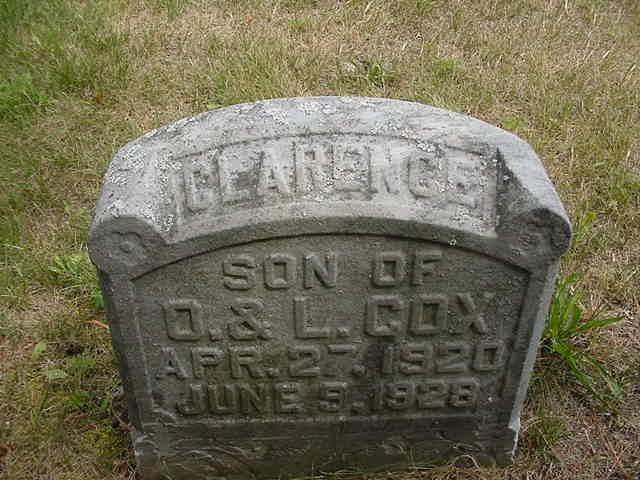 CLARENCE
SON OF
O. & L. COX
APR. 27. 1920
JUNE 9. 1928